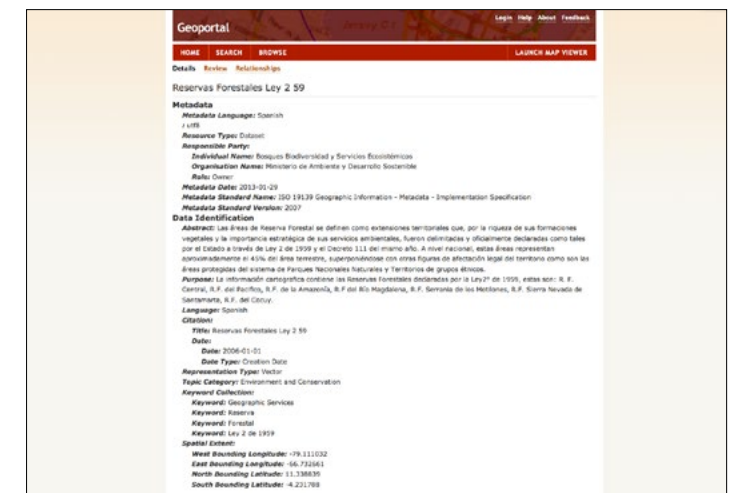 Geoportal
Login Help About Feedback
HOME SEARCH BROWSE LAUNCH MAP VIEWER
Details Review Relationships
Reservas Forestales Ley 2 59
Metadata
Metadata Language: Spanish
/ utf8
Resource Type: Dataset
Responsible Party:
Individual Name: Bosques Biodiversidad y Servicios Ecosistémicos
Organisation Name: Ministerio de Ambiente y Desarrollo Sostenible
Role: Owner
Metadata Date: 2013-01-29
Metadata Standard Name: ISO 19139 Geographic Information - Metadata - Implementation Specification
Metadata Standard Version: 2007
Data Identification
Abstract: Las áreas de Reserva Forestal se definen como extensiones territoriales que, por la riqueza de sus formaciones
vegetales y la importancia estratégica de sus servicios ambientales, fueron delimitadas y oficialmente declaradas como tales
por el Estado a través de Ley 2 de 1959 y el Decreto 111 del mismo año. A nivel nacional, estas áreas representan
aproximadamente el 45% del área terrestre, superponiéndose con otras figuras de afectación legal del territorio como son las
áreas protegidas del sistema de Parques Nacionales Naturales y Territorios de grupos étnicos.
Purpose: La información cartografica contiene las Reservas Forestales declaradas por la Ley2ª de 1959, estas son: R. F.
Central, R.F. del Pacífico, R.F. de la Amazonía, R.F del Río Magdalena, R.F. Serronia de los Motilones, R.F. Sierra Nevada de
Santamarta, R.F. del Cocuy.
Language: Spanish
Citation:
Title: Reservas Forestales Ley 2 59
Date:
Date: 2006-01-01
Date Type: Creation Date
Representation Type: Vector
Topic Category: Environment and Conservation
Keyword Collection:
Keyword: Geographic Services
Keyword: Reserva
Keyword: Forestal
Keyword: Ley 2 de 1959
Spatial Extent:
West Bounding Longitude: -79.111032
East Bounding Longitude: -66.732661
North Bounding Latitude: 11.338839
South Bounding Latitude: -4.231788